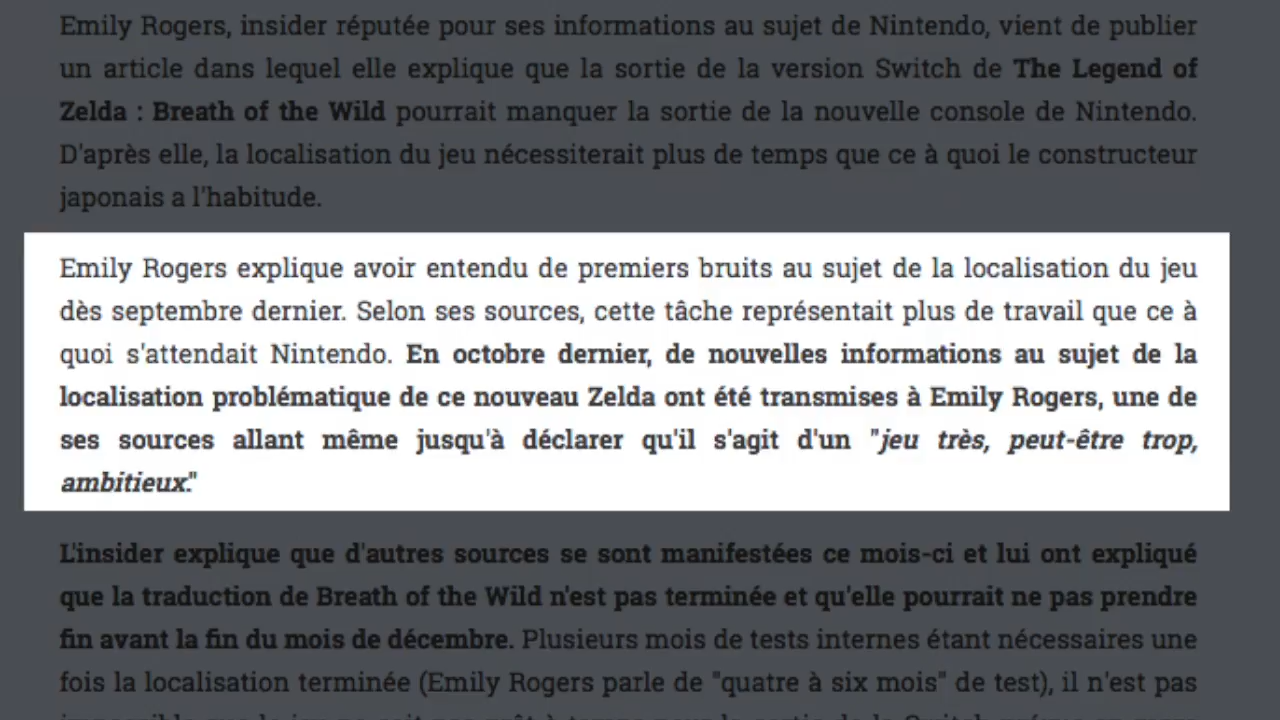 Emily Rogers, insider réputée pour ses informations au sujet de Nintendo, vient de publier
un article dans lequel elle explique que la sortie de la version Switch de The Legend of
Zelda : Breath of the Wild pourrait manquer la sortie de la nouvelle console de Nintendo.
D'après elle, la localisation du jeu nécessiterait plus de temps que ce à quoi le constructeur
japonais a l'habitude.
Emily Rogers explique avoir entendu de premiers bruits au sujet de la localisation du jeu
dès septembre dernier. Selon ses sources, cette tâche représentait plus de travail que ce à
quoi s'attendait Nintendo. En octobre dernier, de nouvelles informations au sujet de la
localisation problématique de ce nouveau Zelda ont été transmises à Emily Rogers, une de
ses sources allant même jusqu'à déclarer qu'il s'agit d'un "jeu très, peut-être trop,
ambitieux."
L'insider explique que d'autres sources se sont manifestées ce mois-ci et lui ont expliqué
que la traduction de Breath of the Wild n'est pas terminée et qu'elle pourrait ne pas prendre
fin avant la fin du mois de décembre. Plusieurs mois de tests internes étant nécessaires une
fois la localisation terminée (Emily Rogers parle de "quatre à six mois" de test), il n'est pas